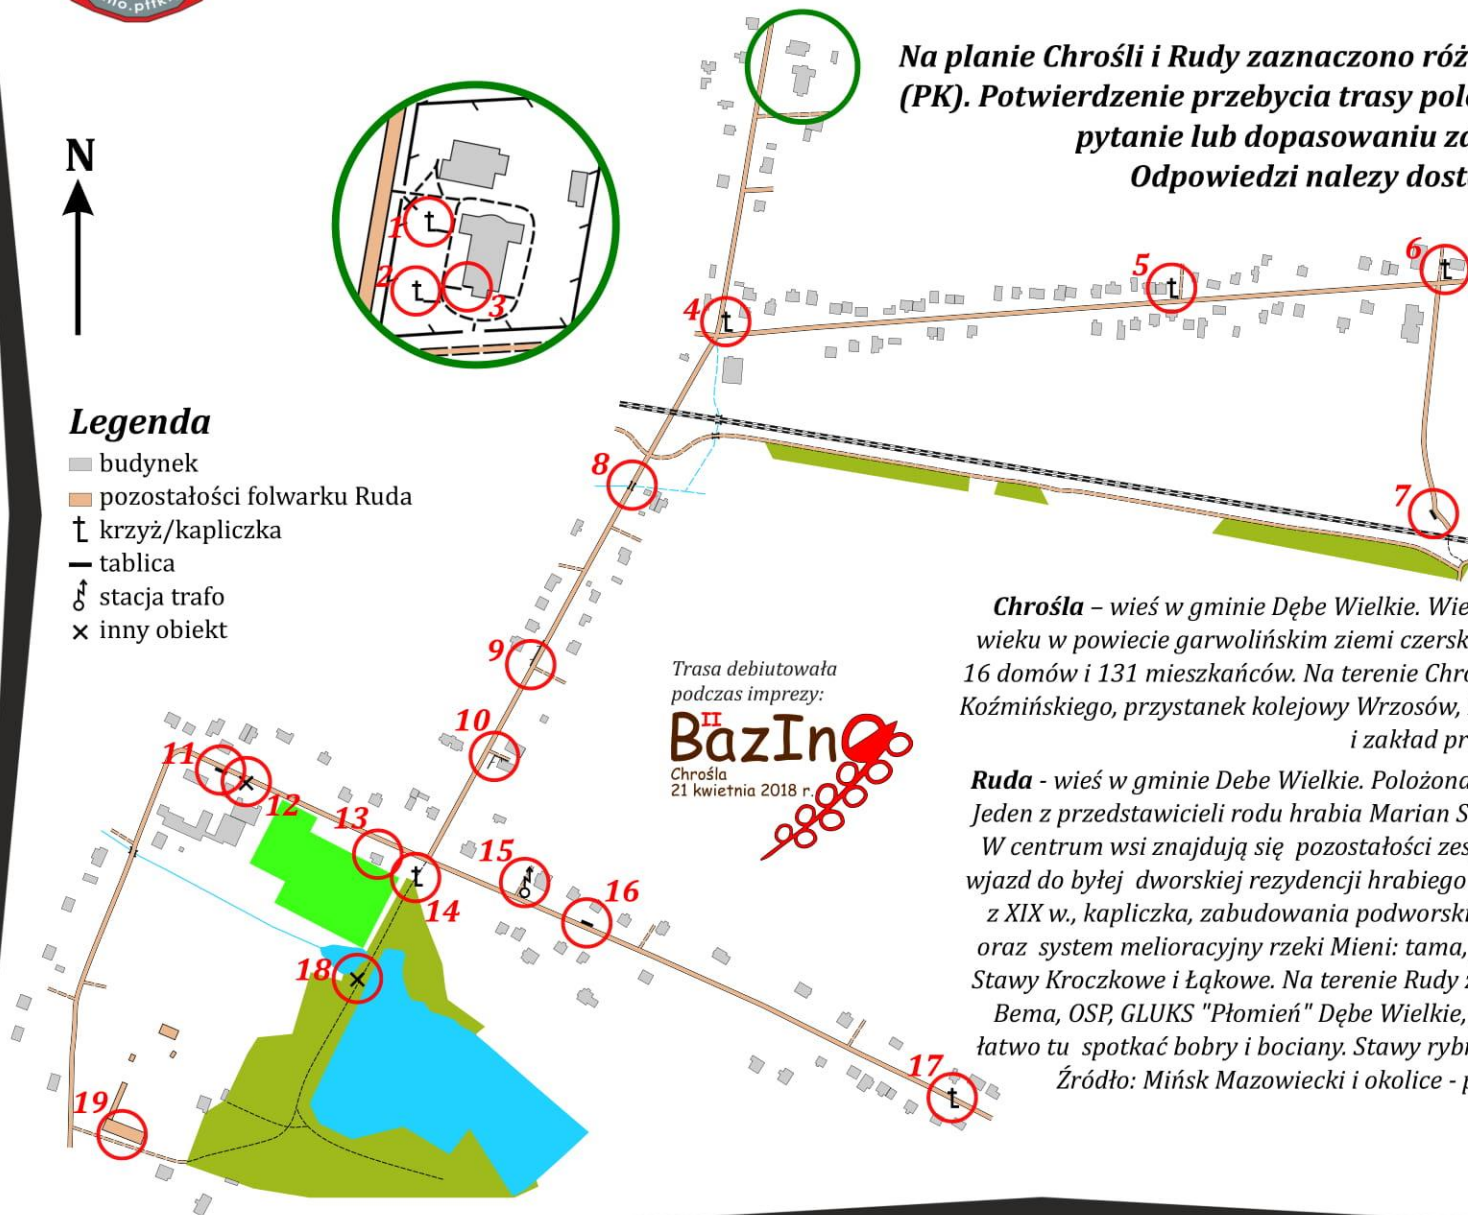 no.pttk.
Na planie Chrośli i Rudy zaznaczono róż
(PK). Potwierdzenie przebycia trasy pole
pytanie lub dopasowaniu za
Odpowiedzi nalezy dost
N
1
2
3
4
5
6
7
8
9
10
11
12
13
14
15
16
17
18
19
Legenda
budynek
pozostałości folwarku Ruda
krzyż/kapliczka
tablica
stacja trafo
inny obiekt
Trasa debiutowała
podczas imprezy:
II
BazInO
Chrośla
21 kwietnia 2018 r.
Chrośla – wieś w gminie Dębe Wielkie. Wie
wieku w powiecie garwolińskim ziemi czersk
16 domów i 131 mieszkańców. Na terenie Chro
Koźmińskiego, przystanek kolejowy Wrzosów,
i zakład pr
Ruda - wieś w gminie Debe Wielkie. Polożona
Jeden z przedstawicieli rodu hrabia Marian S
W centrum wsi znajdują się pozostałości zes
wjazd do byłej dworskiej rezydencji hrabiego
z XIX w., kapliczka, zabudowania podworski
oraz system melioracyjny rzeki Mieni: tama,
Stawy Kroczkowe i Łąkowe. Na terenie Rudy z
Bema, OSP, GLUKS "Płomień" Dębe Wielkie,
łatwo tu spotkać bobry i bociany. Stawy rybn
Źródło: Mińsk Mazowiecki i okolice - p